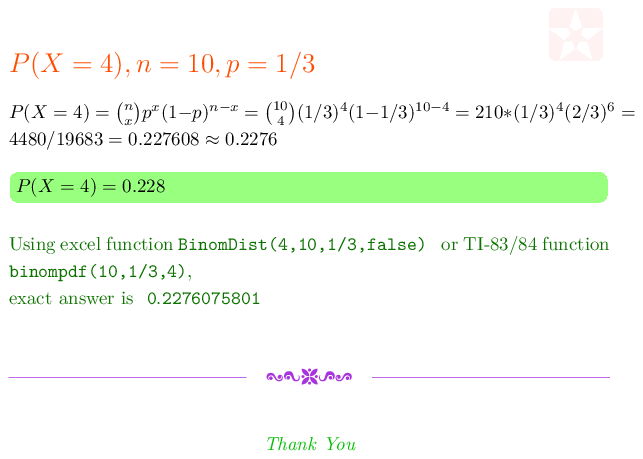 P(X = 4), n = 10, p = 1/3
P(X = 4) = \binom{n}{x} p^x (1−p)^{n−x} = \binom{10}{4} (1/3)^4 (1−1/3)^{10−4} = 210*(1/3)^4 (2/3)^6 =
4480/19683 = 0.227608 ≈ 0.2276
P(X = 4) = 0.228
Using excel function BinomDist(4,10,1/3,false) or TI-83/84 function
binompdf(10,1/3,4),
exact answer is 0.2276075801
Thank You